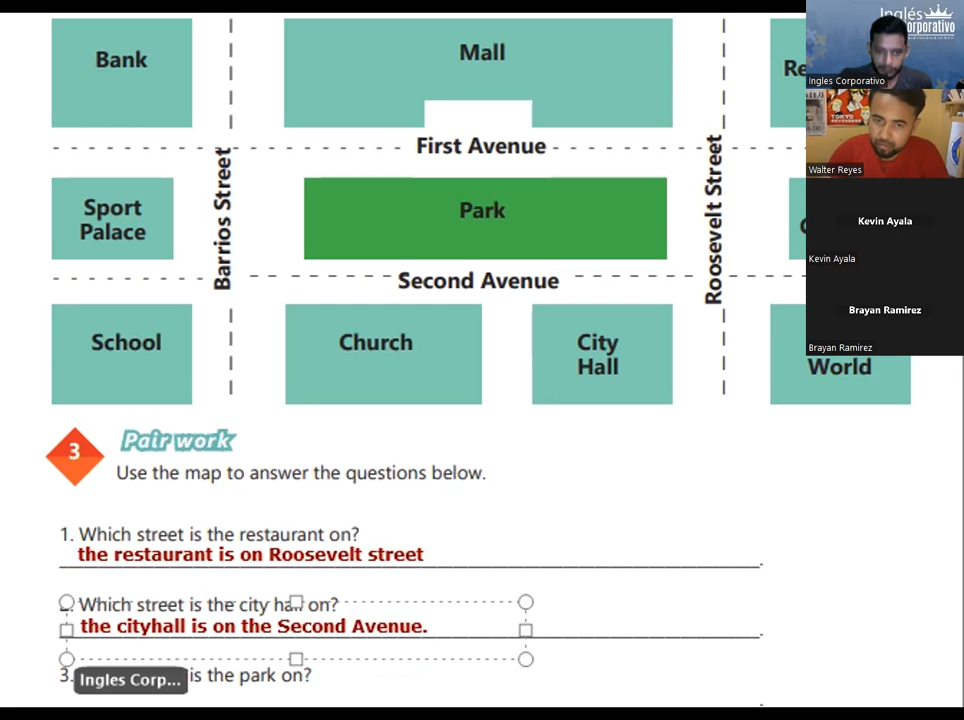 Bank
Mall
Re
First Avenue
Barrios Street
Roosevelt Street
Sport
Palace
Park
Second Avenue
School
Church
City
Hall
World
Inglés
Corporativo
Ingles Corporativo
TOKYO
Walter Reyes
Kevin Ayala
Kevin Ayala
Brayan Ramirez
Brayan Ramirez
3
Pair work
Use the map to answer the questions below.
1. Which street is the restaurant on?
the restaurant is on Roosevelt street
2. Which street is the city hall on?
the cityhall is on the Second Avenue.
3. is the park on?
Ingles Corp...